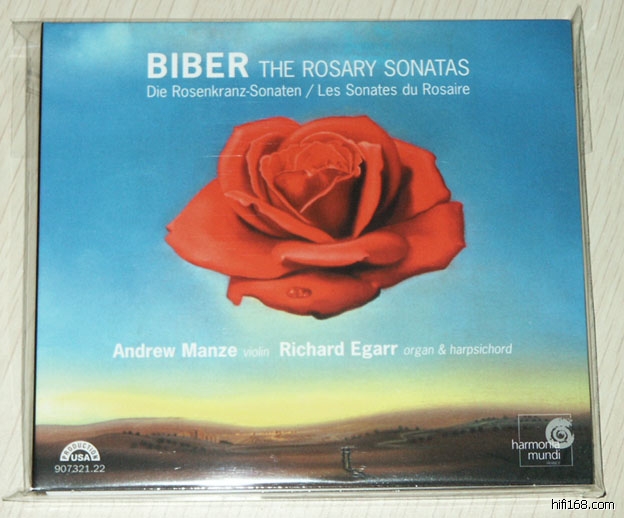 BIBER THE ROSARY SONATAS
Die Rosenkranz-Sonaten / Les Sonates du Rosaire
Andrew Manze violin Richard Egarr organ & harpsichord
PRODUCTION
USA
907321.22
harmonia
mundi
hifi168.com